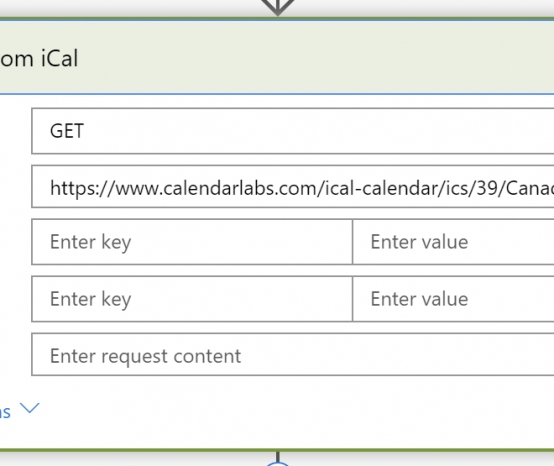 om iCal
GET
https://www.calendarlabs.com/ical-calendar/ics/39/Canad
Enter key Enter value
Enter key Enter value
Enter request content
ns